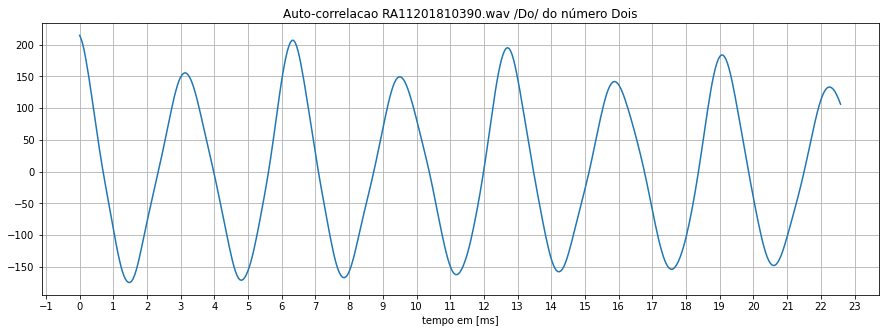 Auto-correlacao RA11201810390.wav /Do/ do número Dois
200
150
100
50
0
−50
−100
−150
−1 0 1 2 3 4 5 6 7 8 9 10 11 12 13 14 15 16 17 18 19 20 21 22 23
tempo em [ms]